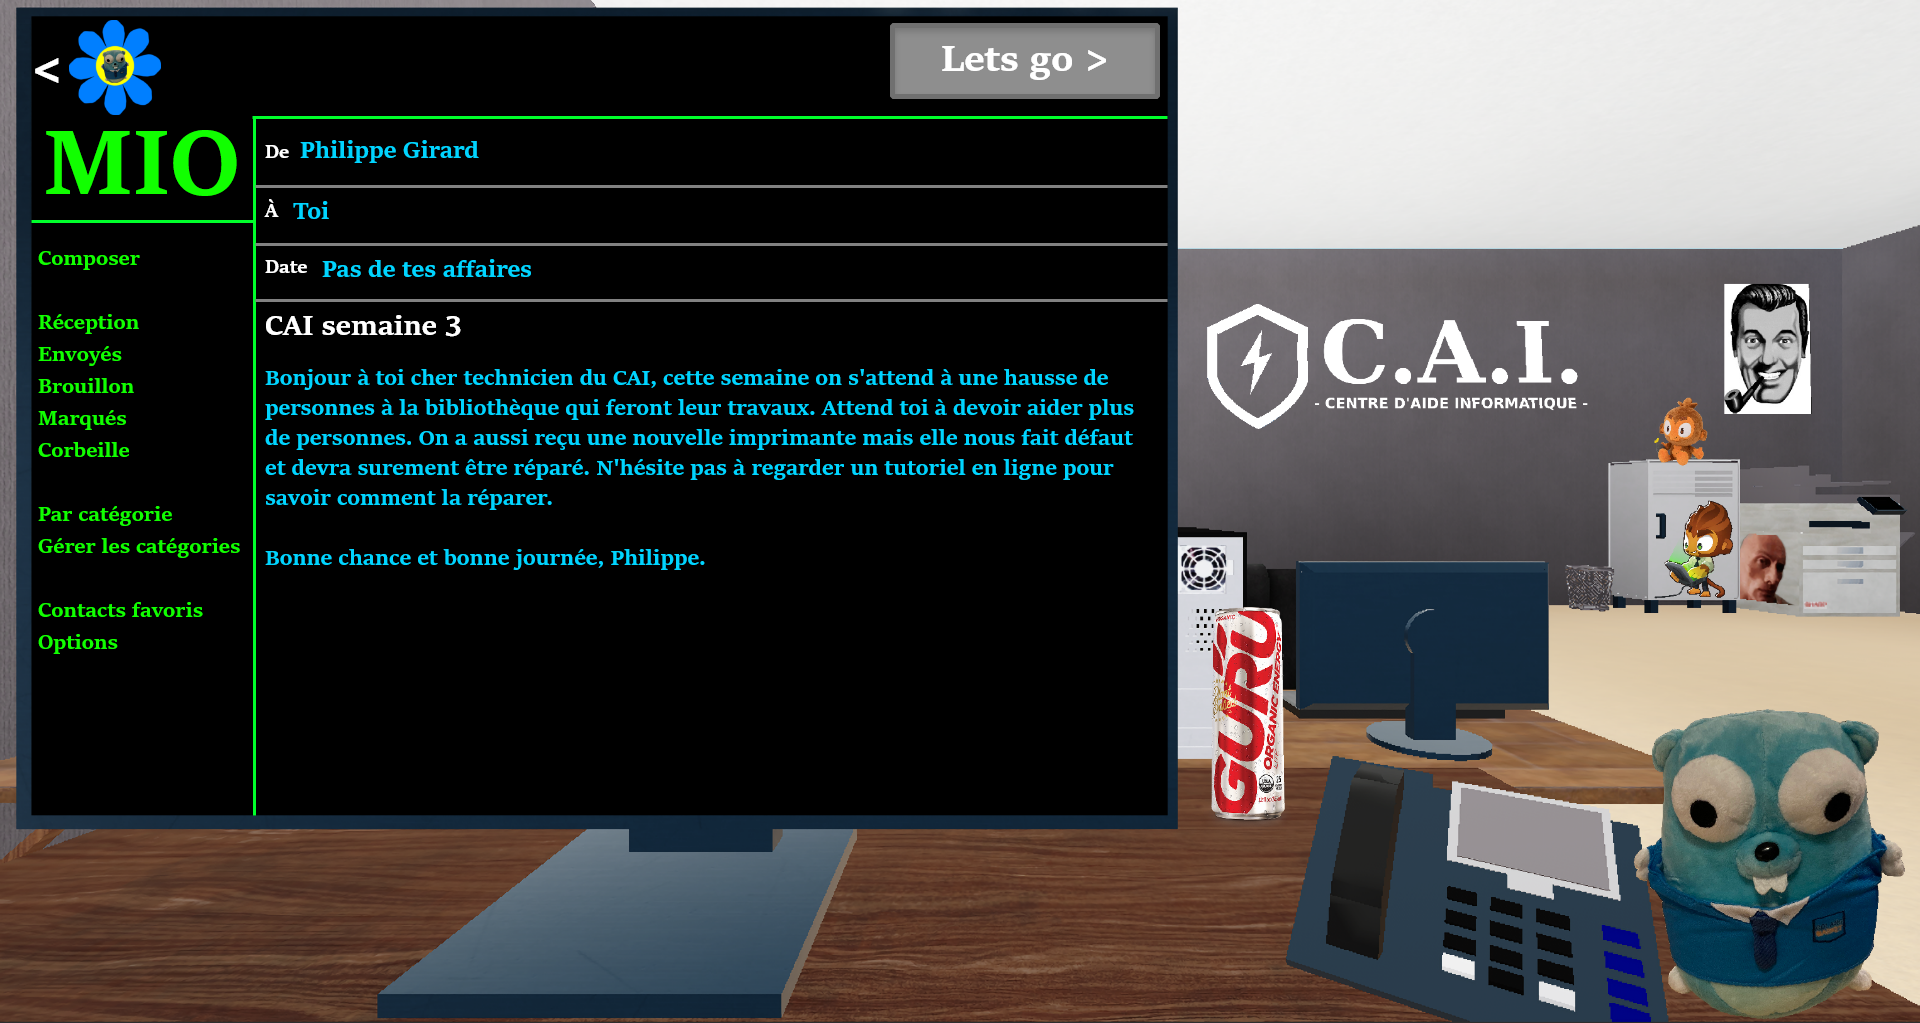 <
Lets go >
MIO
De Philippe Girard
À Toi
Date Pas de tes affaires
Composer
Réception
Envoyés
Brouillon
Marqués
Corbeille
Par catégorie
Gérer les catégories
Contacts favoris
Options
CAI semaine 3
Bonjour à toi cher technicien du CAI, cette semaine on s'attend à une hausse de
personnes à la bibliothèque qui feront leur travaux. Attend toi à devoir aider plus
de personnes. On a aussi reçu une nouvelle imprimante mais elle nous fait défaut
et devra surement être réparé. N'hésite pas à regarder un tutoriel en ligne pour
savoir comment la réparer.
Bonne chance et bonne journée, Philippe.
C.A.I.
- CENTRE D'AIDE INFORMATIQUE -
ORGANIC
GURU
ORGANIC ENERGY